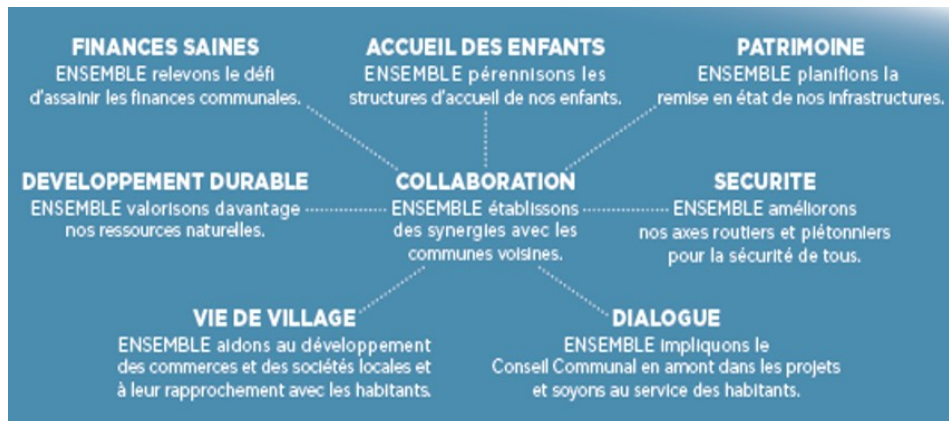 FINANCES SAINES
ENSEMBLE relevons le défi
d'assainir les finances communales.
ACCUEIL DES ENFANTS
ENSEMBLE pérennisons les
structures d'accueil de nos enfants.
PATRIMOINE
ENSEMBLE planifions la
remise en état de nos infrastructures.
DEVELOPPEMENT DURABLE
ENSEMBLE valorisons davantage
nos ressources naturelles.
COLLABORATION
ENSEMBLE établissons
des synergies avec les
communes voisines.
SECURITE
ENSEMBLE améliorons
nos axes routiers et piétonniers
pour la sécurité de tous.
VIE DE VILLAGE
ENSEMBLE aidons au développement
des commerces et des sociétés locales et
à leur rapprochement avec les habitants.
DIALOGUE
ENSEMBLE impliquons le
Conseil Communal en amont dans les projets
et soyons au service des habitants.